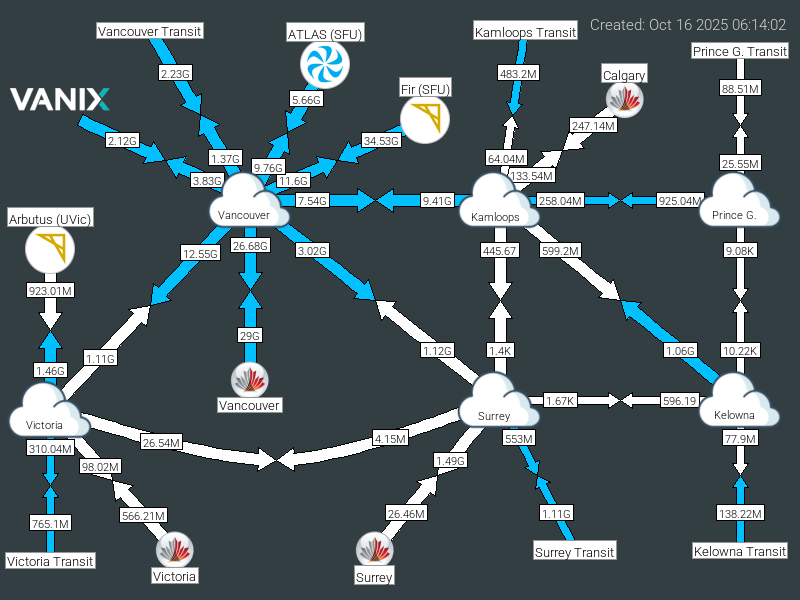 Created: Oct 16 2025 06:14:02
Vancouver Transit
ATLAS (SFU)
Kamloops Transit
Prince G. Transit
2.23G
5.66G
Fir (SFU)
483.2M
Calgary
88.51M
VANIX
2.12G
34.53G
247.14M
1.37G
9.76G
64.04M
25.55M
3.83G
11.6G
133.54M
7.54G
9.41G
258.04M
925.04M
Arbutus (UVic)
Vancouver
Kamloops
Prince G.
12.55G
26.68G
3.02G
445.67
599.2M
9.08K
923.01M
29G
1.11G
1.12G
1.4K
1.06G
10.22K
1.46G
Vancouver
1.67K
596.19
Victoria
Surrey
Kelowna
310.04M
26.54M
4.15M
553M
77.9M
98.02M
1.49G
765.1M
566.21M
26.46M
1.11G
138.22M
Victoria Transit
Victoria
Surrey
Surrey Transit
Kelowna Transit